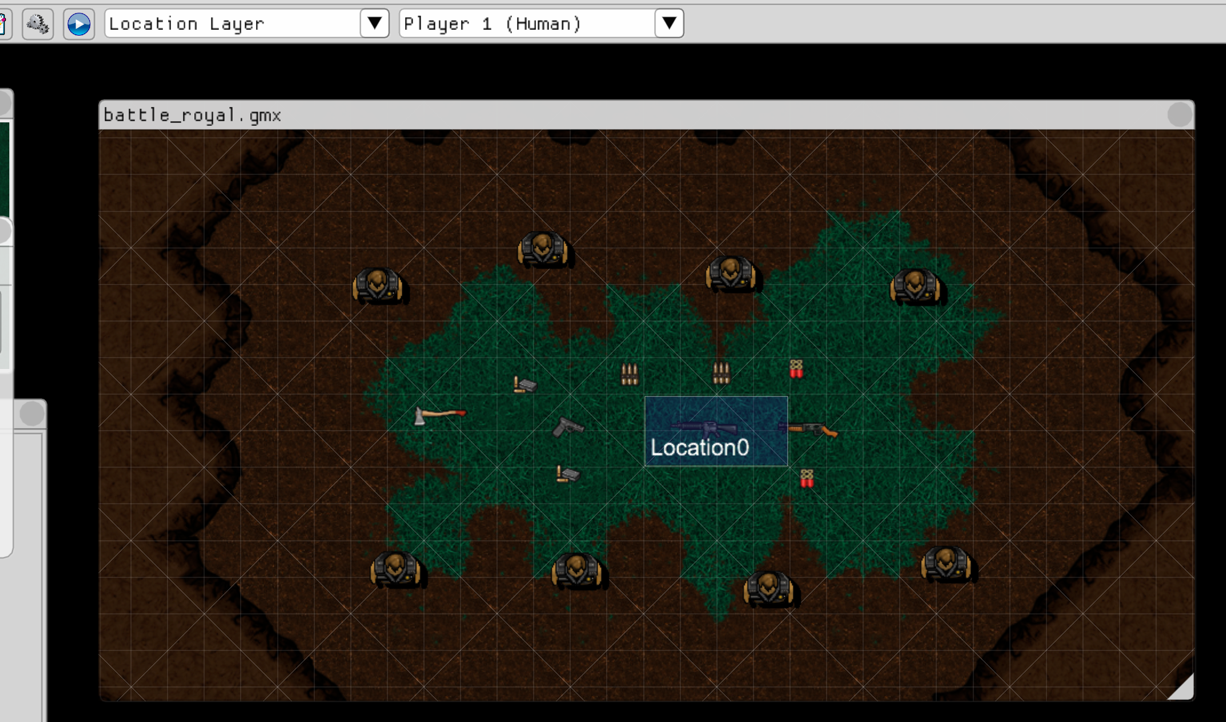 Location Layer
Player 1 (Human)
battle_royal.gmx
Location0